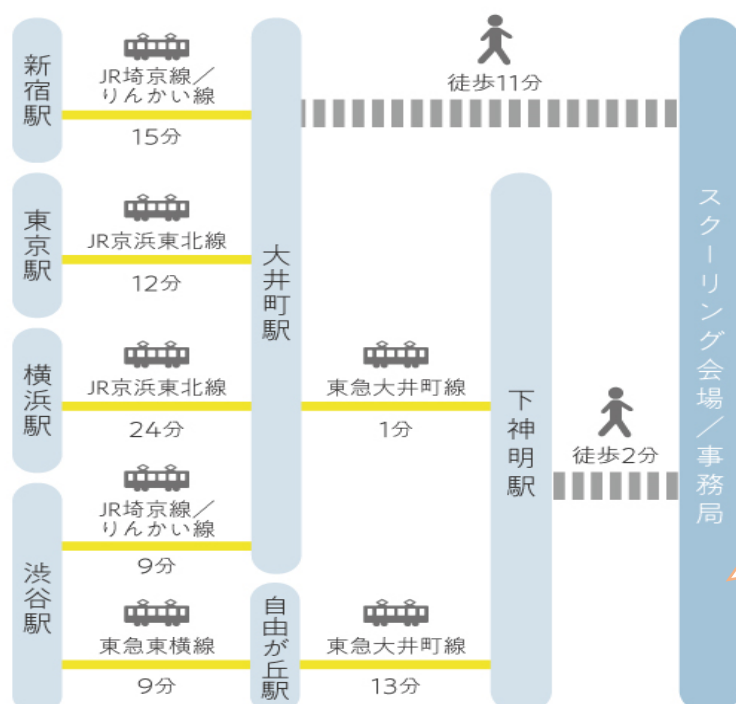 新宿駅
JR埼京線／
りんかい線
15分
徒歩11分
東京駅
JR京浜東北線
12分
大井町駅
横浜駅
JR京浜東北線
24分
東急大井町線
1分
下神明駅
徒歩2分
スクーリング会場／事務局
渋谷駅
JR埼京線／
りんかい線
9分
東急東横線
9分
自由が丘駅
東急大井町線
13分